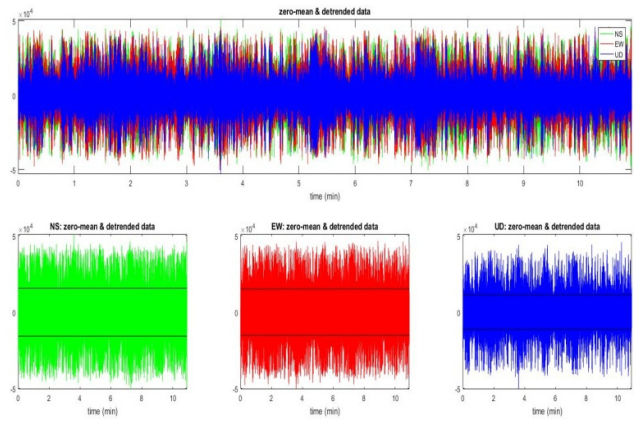 zero-mean & detrended data
5 ×10⁴
NS
EW
UD
0
-5
0 1 2 3 4 5 6 7 8 9 10
time (min)
NS: zero-mean & detrended data
5 ×10⁴
0
-5
0 2 4 6 8 10
time (min)
EW: zero-mean & detrended data
5 ×10⁴
0
-5
0 2 4 6 8 10
time (min)
UD: zero-mean & detrended data
5 ×10⁴
0
-5
0 2 4 6 8 10
time (min)